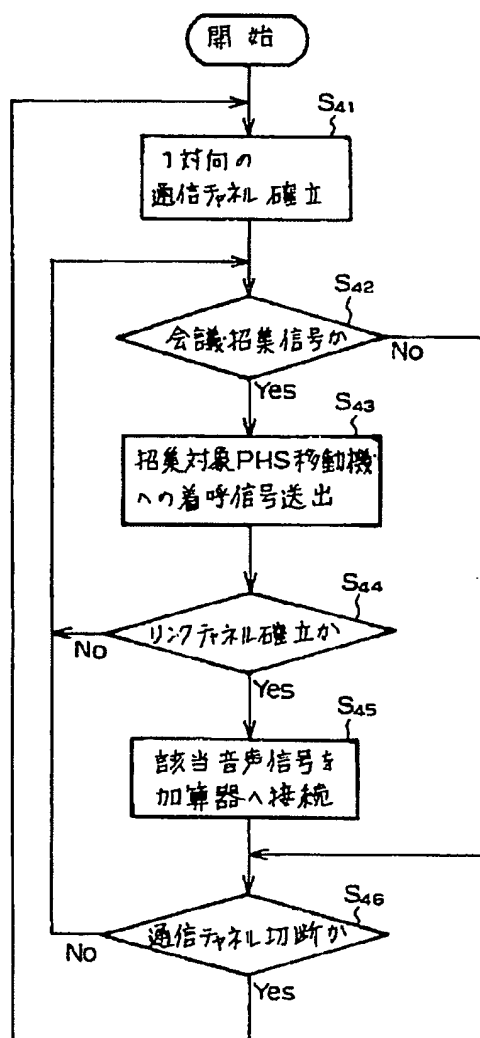 開始
S41
1対向の
通信チャネル確立
S42
会議招集信号か
No
Yes
S43
招集対象PHS移動機
への着呼信号送出
S44
リンクチャネル確立か
No
Yes
S45
該当音声信号を
加算器へ接続
S46
通信チャネル切断か
No
Yes